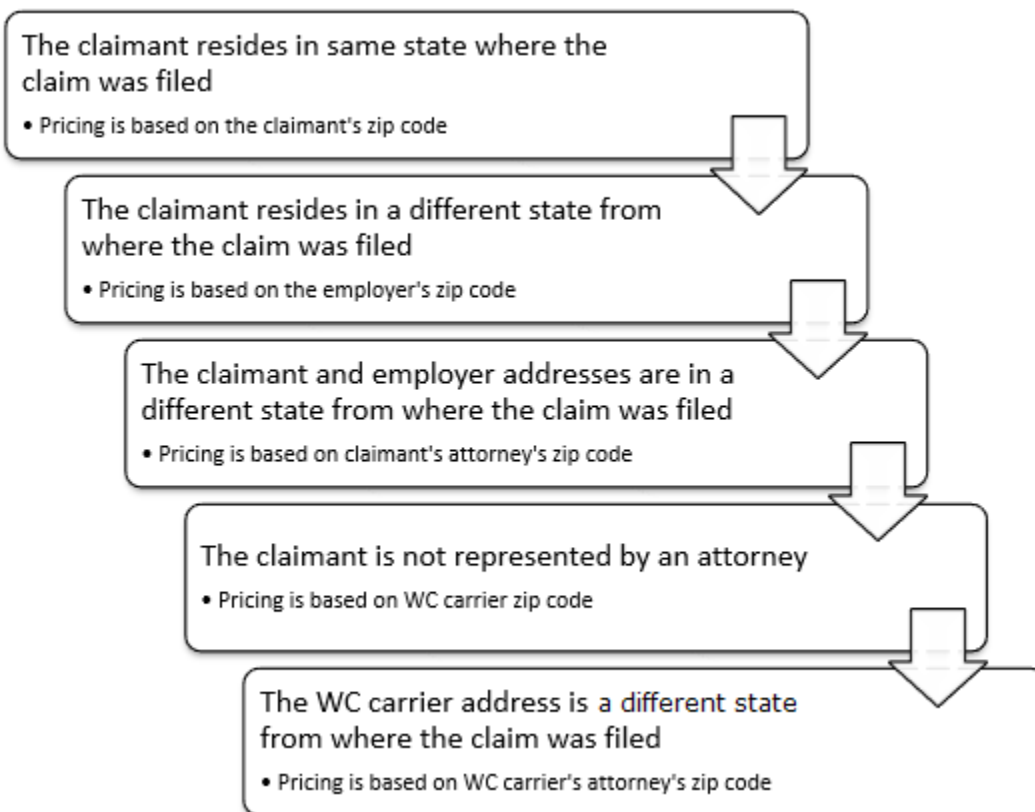 The claimant resides in same state where the
claim was filed
• Pricing is based on the claimant's zip code
The claimant resides in a different state from
where the claim was filed
• Pricing is based on the employer's zip code
The claimant and employer addresses are in a
different state from where the claim was filed
• Pricing is based on claimant's attorney's zip code
The claimant is not represented by an attorney
• Pricing is based on WC carrier zip code
The WC carrier address is a different state
from where the claim was filed
• Pricing is based on WC carrier's attorney's zip code